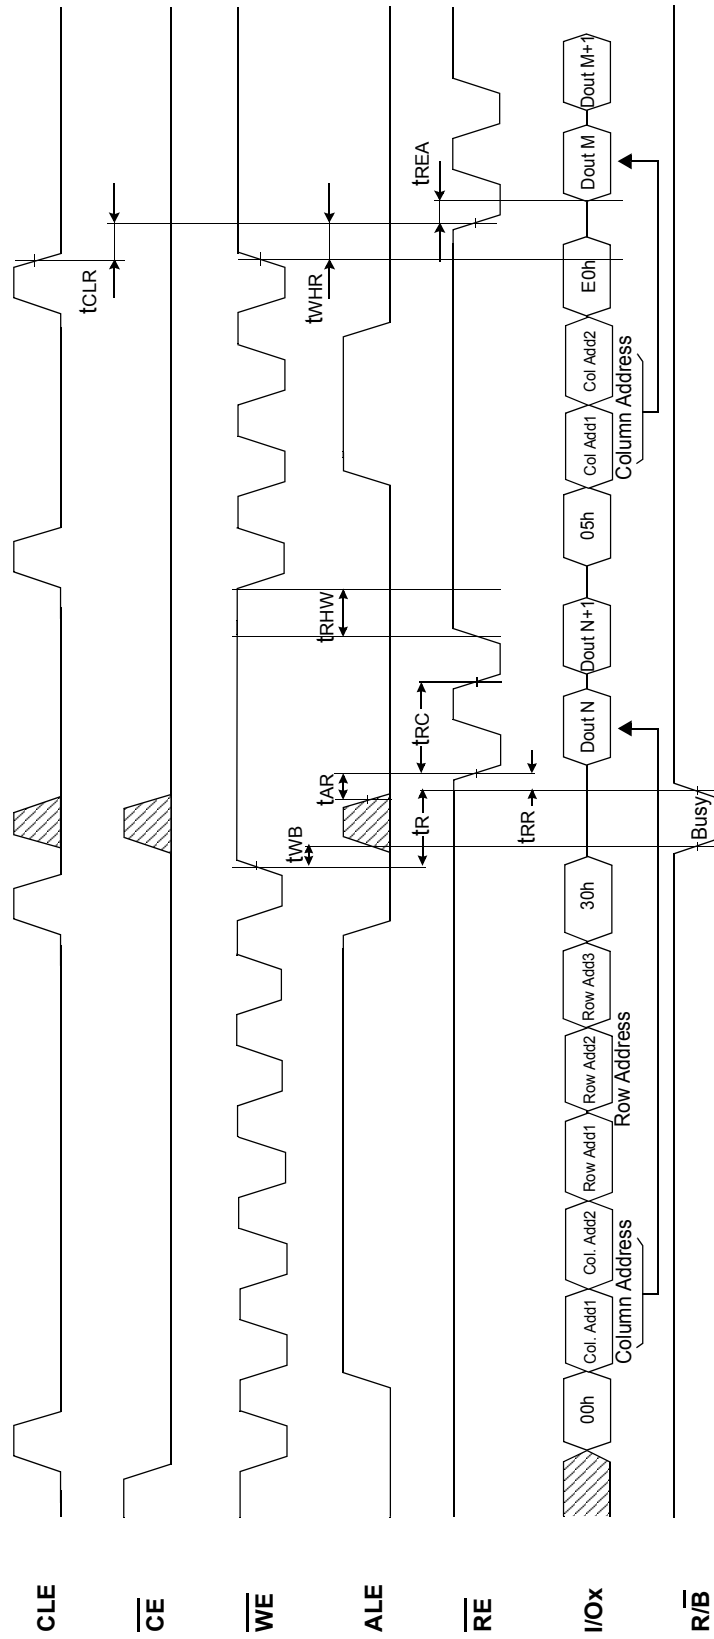 CLE
tCLR
CE
WE
tWB
tWHR
ALE
tAR
tRHW
RE
tR
tRC
tREA
tRR
I/Ox
00h
Col. Add1
Col. Add2
Row Add1
Row Add2
Row Add3
30h
Dout N
Dout N+1
05h
Col Add1
Col Add2
E0h
Dout M
Dout M+1
Column Address
Row Address
Column Address
R/B
Busy